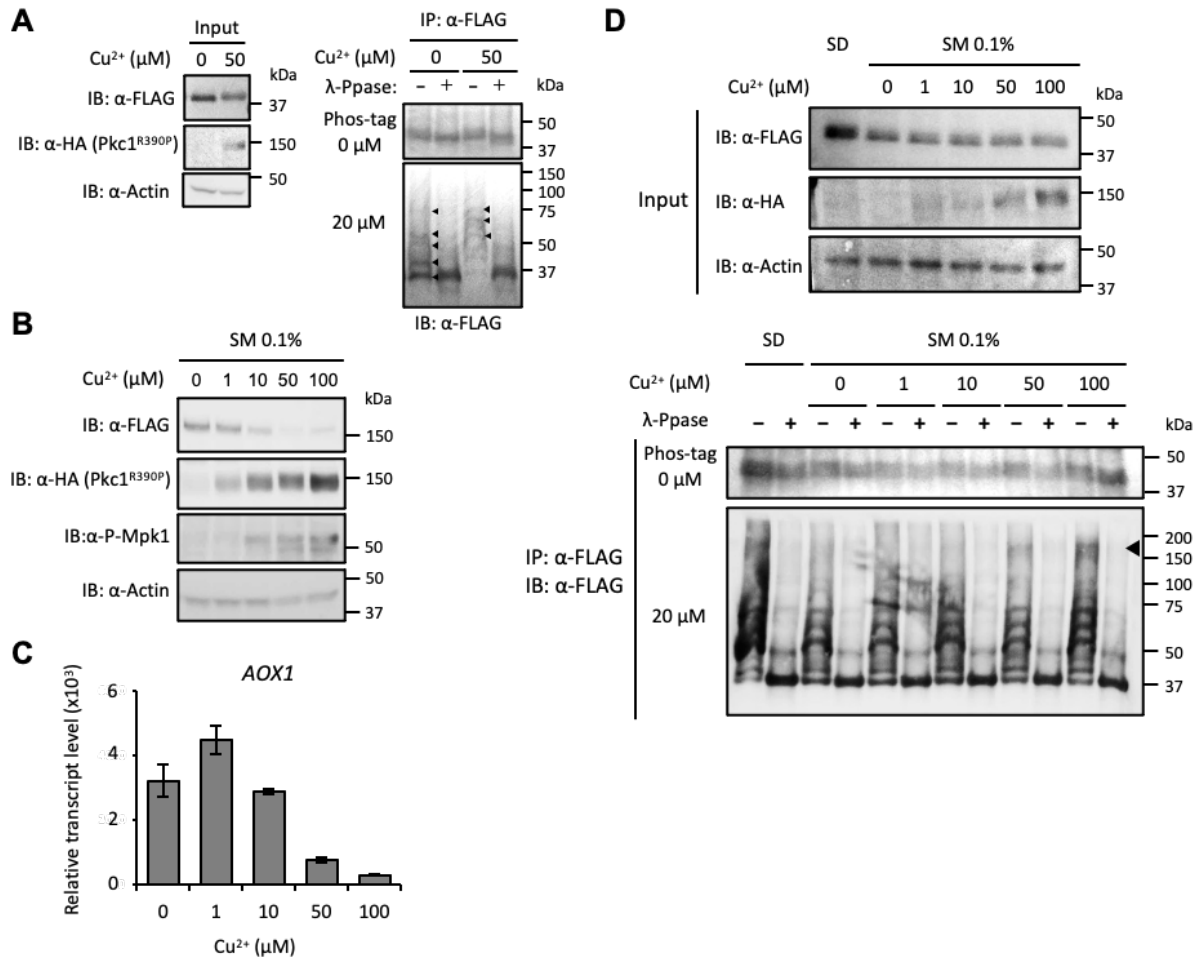 A
Input
Cu²⁺ (µM) 0 50
kDa
IB: α-FLAG
37
IB: α-HA (Pkc1ᴿ³⁹⁰ᴾ)
150
50
IB: α-Actin
IP: α-FLAG
Cu²⁺ (µM) 0 50
λ-Ppase: – + – + kDa
Phos-tag
0 µM
50
37
150
100
75
20 µM
50
37
IB: α-FLAG
B
SM 0.1%
Cu²⁺ (µM) 0 1 10 50 100
kDa
IB: α-FLAG
150
IB: α-HA (Pkc1ᴿ³⁹⁰ᴾ)
150
IB:α-P-Mpk1
50
50
IB: α-Actin
37
C
AOX1
Relative transcript level (x10³)
6
4
2
0
0 1 10 50 100
Cu²⁺ (µM)
D
SD SM 0.1%
Cu²⁺ (µM) 0 1 10 50 100
kDa
Input
IB: α-FLAG
50
37
IB: α-HA
150
IB: α-Actin
50
37
SD SM 0.1%
Cu²⁺ (µM) 0 1 10 50 100
λ-Ppase – + – + – + – + – + – + kDa
Phos-tag
0 µM
50
37
IP: α-FLAG
IB: α-FLAG
20 µM
200
150
100
75
50
37